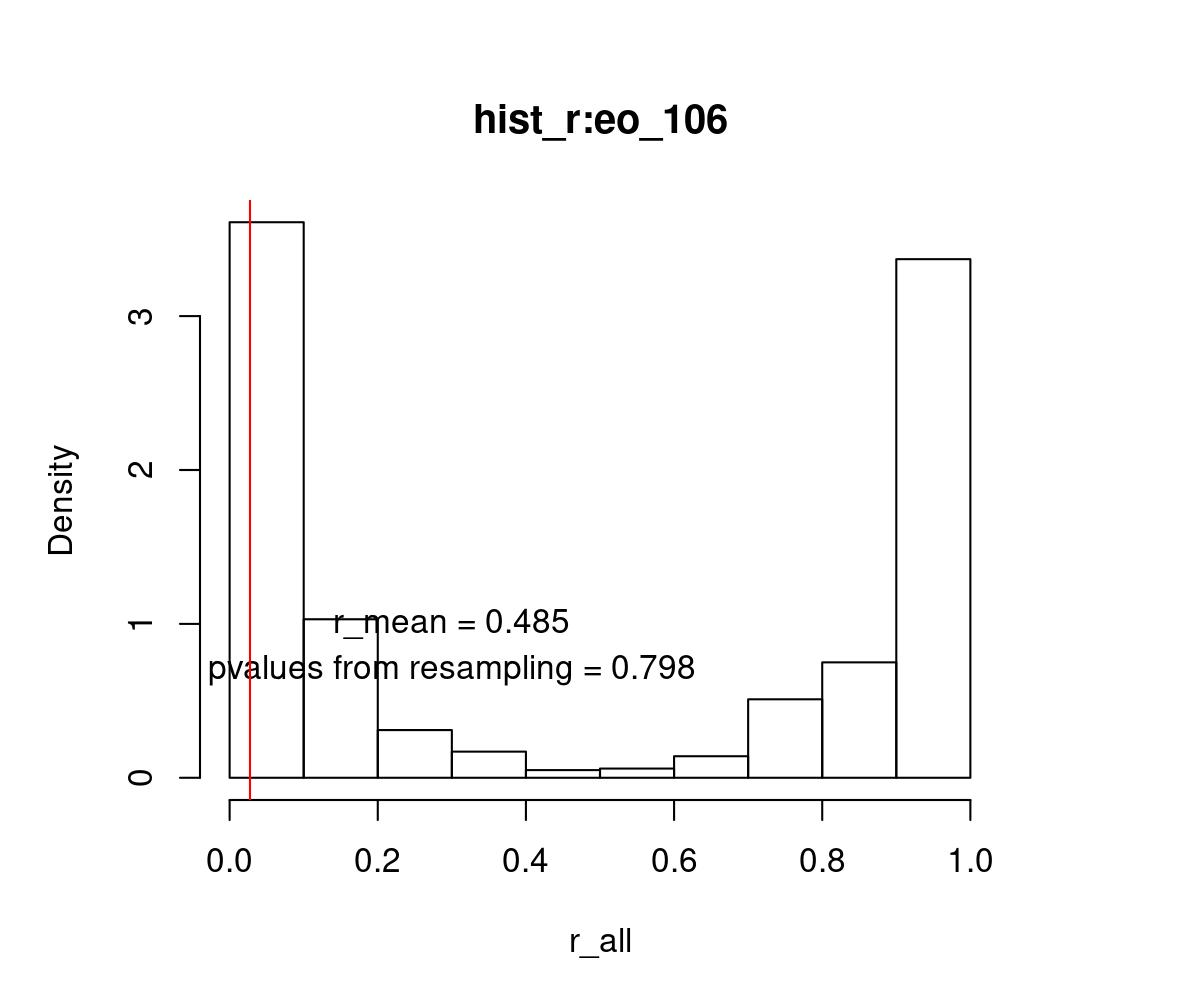 hist_r:eo_106
3
2
1
0
Density
r_mean = 0.485
pvalues from resampling = 0.798
0.0 0.2 0.4 0.6 0.8 1.0
r_all